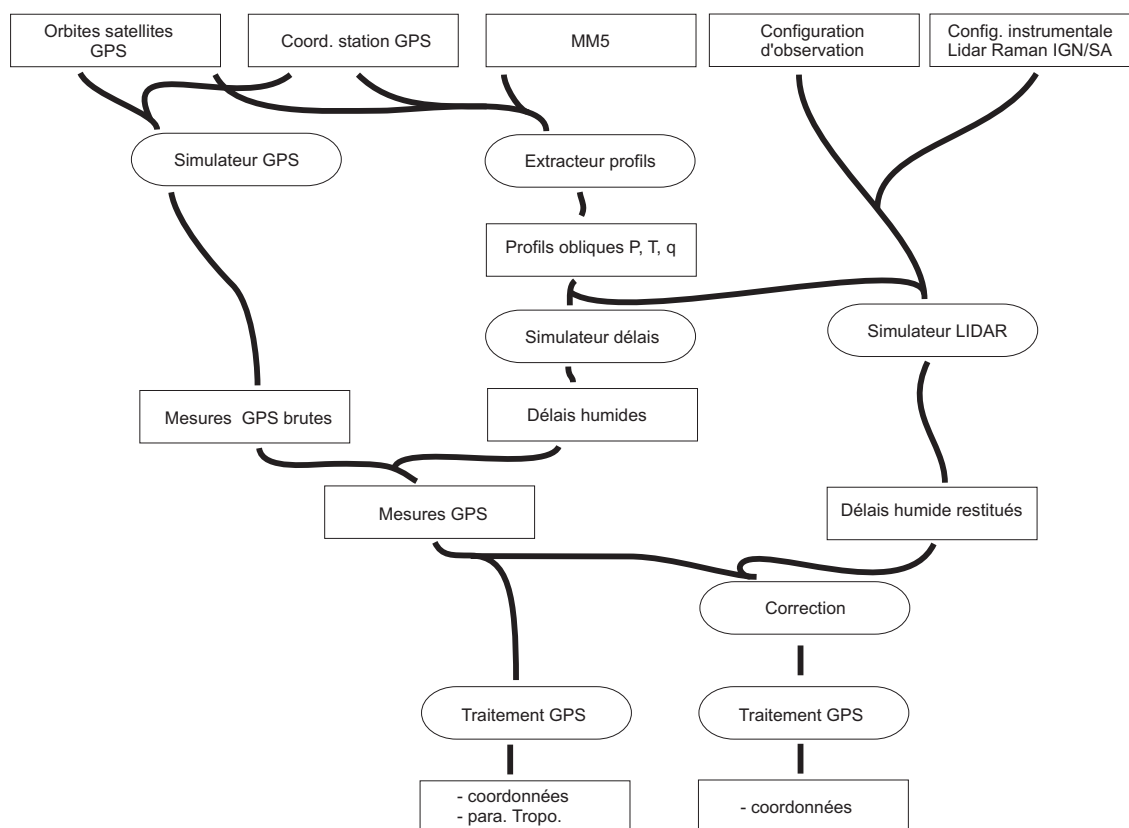 Orbites satellites
GPS
Coord. station GPS
MM5
Configuration
d'observation
Config. instrumentale
Lidar Raman IGN/SA
Simulateur GPS
Extracteur profils
Profils obliques P, T, q
Simulateur délais
Simulateur LIDAR
Mesures GPS brutes
Délais humides
Mesures GPS
Délais humide restitués
Correction
Traitement GPS
Traitement GPS
- coordonnées
- para. Tropo.
- coordonnées